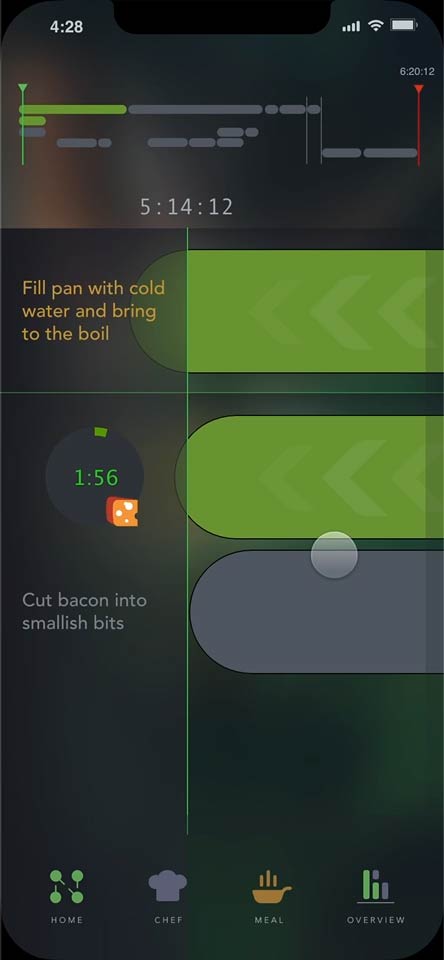 4:28
6:20:12
5:14:12
Fill pan with cold
water and bring
to the boil
1:56
Cut bacon into
smallish bits
HOME
CHEF
MEAL
OVERVIEW